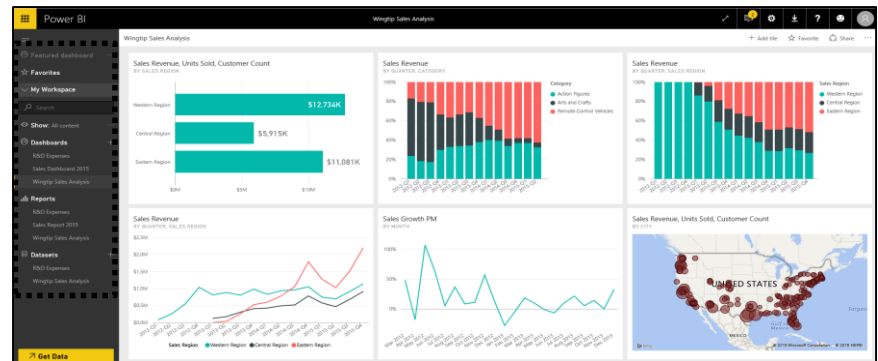 Power BI
Wingtip Sales Analysis
2
?
Wingtip Sales Analysis
+ Add tile
Favorite
Share
...
Featured dashboard
Favorites
My Workspace
Search
Show: All content
Dashboards
R&D Expenses
Sales Dashboard 2015
Wingtip Sales Analysis
Reports
R&D Expenses
Sales Report 2015
Wingtip Sales Analysis
Datasets
R&D Expenses
Wingtip Sales Analysis
Get Data
Sales Revenue, Units Sold, Customer Count
BY SALES REGION
Western Region
$12,734K
Central Region
$5,915K
Eastern Region
$11,081K
$0M
$5M
$10M
Sales Revenue
BY QUARTER, CATEGORY
100%
80%
60%
40%
20%
0%
Category
Action Figures
Arts and Crafts
Remote Control Vehicles
Sales Revenue
BY QUARTER, SALES REGION
100%
80%
60%
40%
20%
0%
Sales Region
Western Region
Central Region
Eastern Region
Sales Revenue
BY QUARTER, SALES REGION
$2.5M
$2.0M
$1.5M
$1.0M
$0.5M
$0.0M
Sales Region
Western Region
Central Region
Eastern Region
Sales Growth PM
BY MONTH
100%
50%
0%
Sales Revenue, Units Sold, Customer Count
BY CITY
UNITED STATES
MEXICO